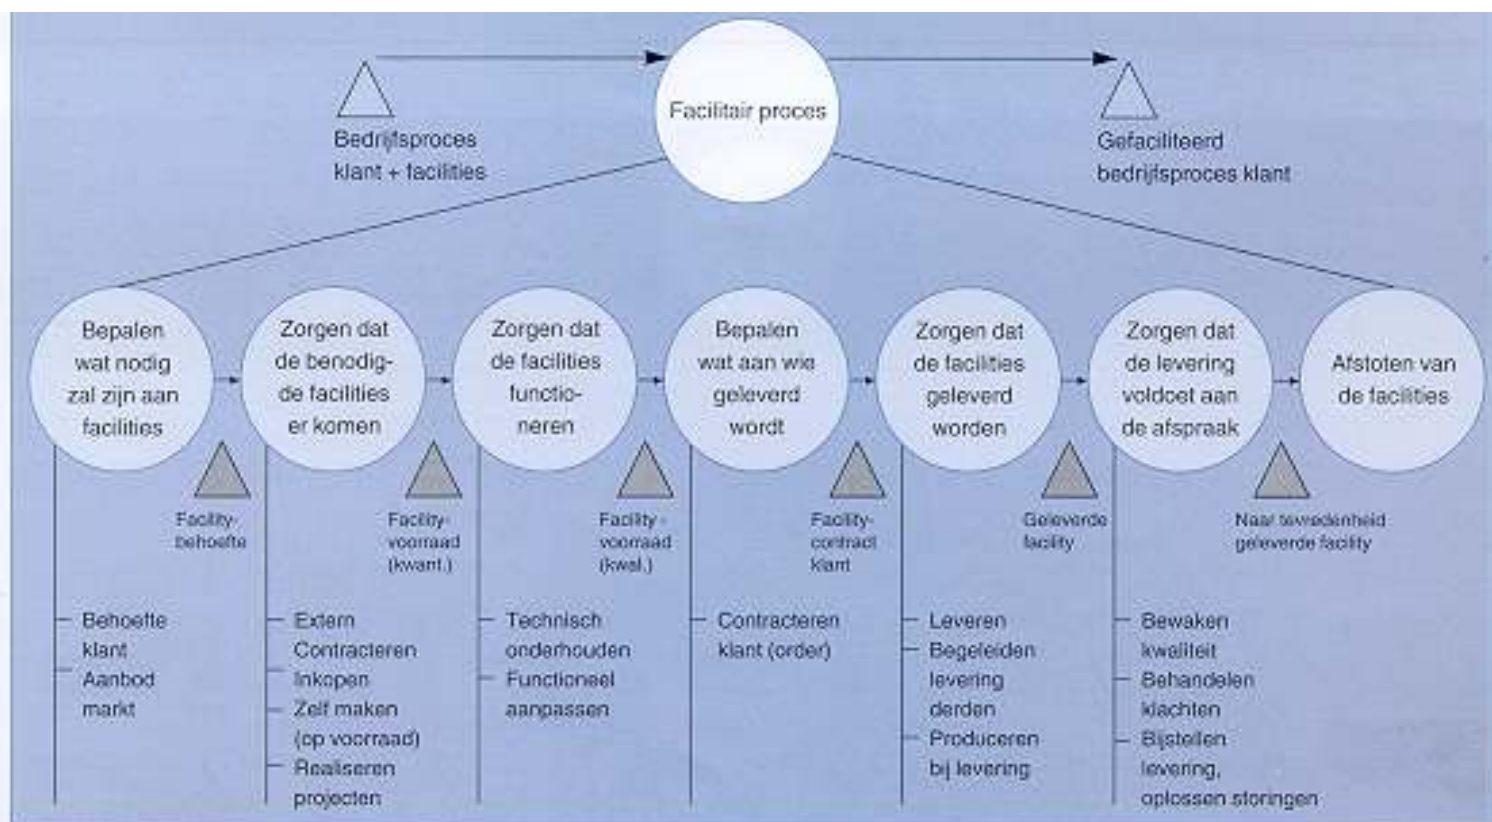 Facilitair proces
Bedrijfsproces
klant + facilities
Gefaciliteerd
bedrijfsproces klant
Bepalen
wat nodig
zal zijn aan
facilities
Zorgen dat
de benodig-
de facilities
er komen
Zorgen dat
de facilities
functio-
neren
Bepalen
wat aan wie
geleverd
wordt
Zorgen dat
de facilities
geleverd
worden
Zorgen dat
de levering
voldoet aan
de afspraak
Afstoten van
de facilities
Facility-
behoefte
Facility-
voorraad
(kwant.)
Facility -
voorraad
(kwal.)
Facility-
contract
klant
Geleverde
facility
Naar tevredenheid
geleverde facility
Behoefte
klant
Aanbod
markt
Extern
Contracteren
Inkopen
Zelf maken
(op voorraad)
Realiseren
projecten
Technisch
onderhouden
Functioneel
aanpassen
Contracteren
klant (order)
Leveren
Begeleiden
levering
derden
Produceren
bij levering
Bewaken
kwaliteit
Behandelen
klachten
Bijstellen
levering,
oplossen storingen